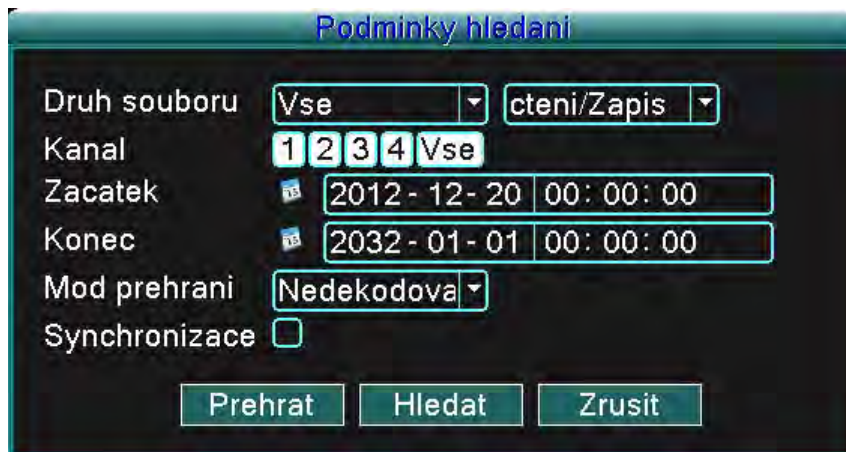 Podminky hledani
Druh souboru Vse cteni/Zapis
Kanal 1 2 3 4 Vse
Zacatek 2012 - 12 - 20 00: 00: 00
Konec 2032 - 01 - 01 00: 00: 00
Mod prehrani Nedekodova
Synchronizace
Prehrat Hledat Zrusit